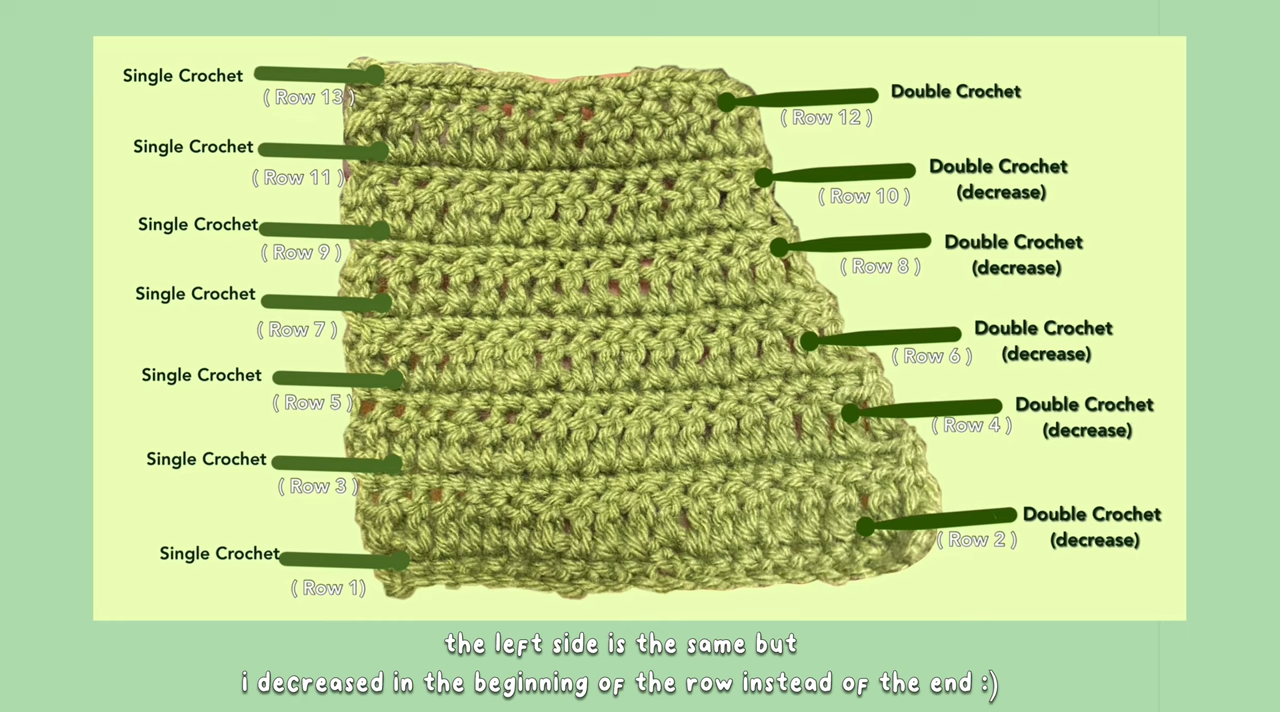 Single Crochet
( Row 13)
Double Crochet
( Row 12 )
Single Crochet
( Row 11 )
Double Crochet
(decrease)
( Row 10 )
Single Crochet
( Row 9 )
Double Crochet
(decrease)
( Row 8 )
Single Crochet
( Row 7 )
Double Crochet
(decrease)
( Row 6 )
Single Crochet
( Row 5 )
Double Crochet
(decrease)
( Row 4 )
Single Crochet
( Row 3 )
Double Crochet
(decrease)
( Row 2 )
Single Crochet
( Row 1)
the left side is the same but
i decreased in the beginning of the row instead of the end :)